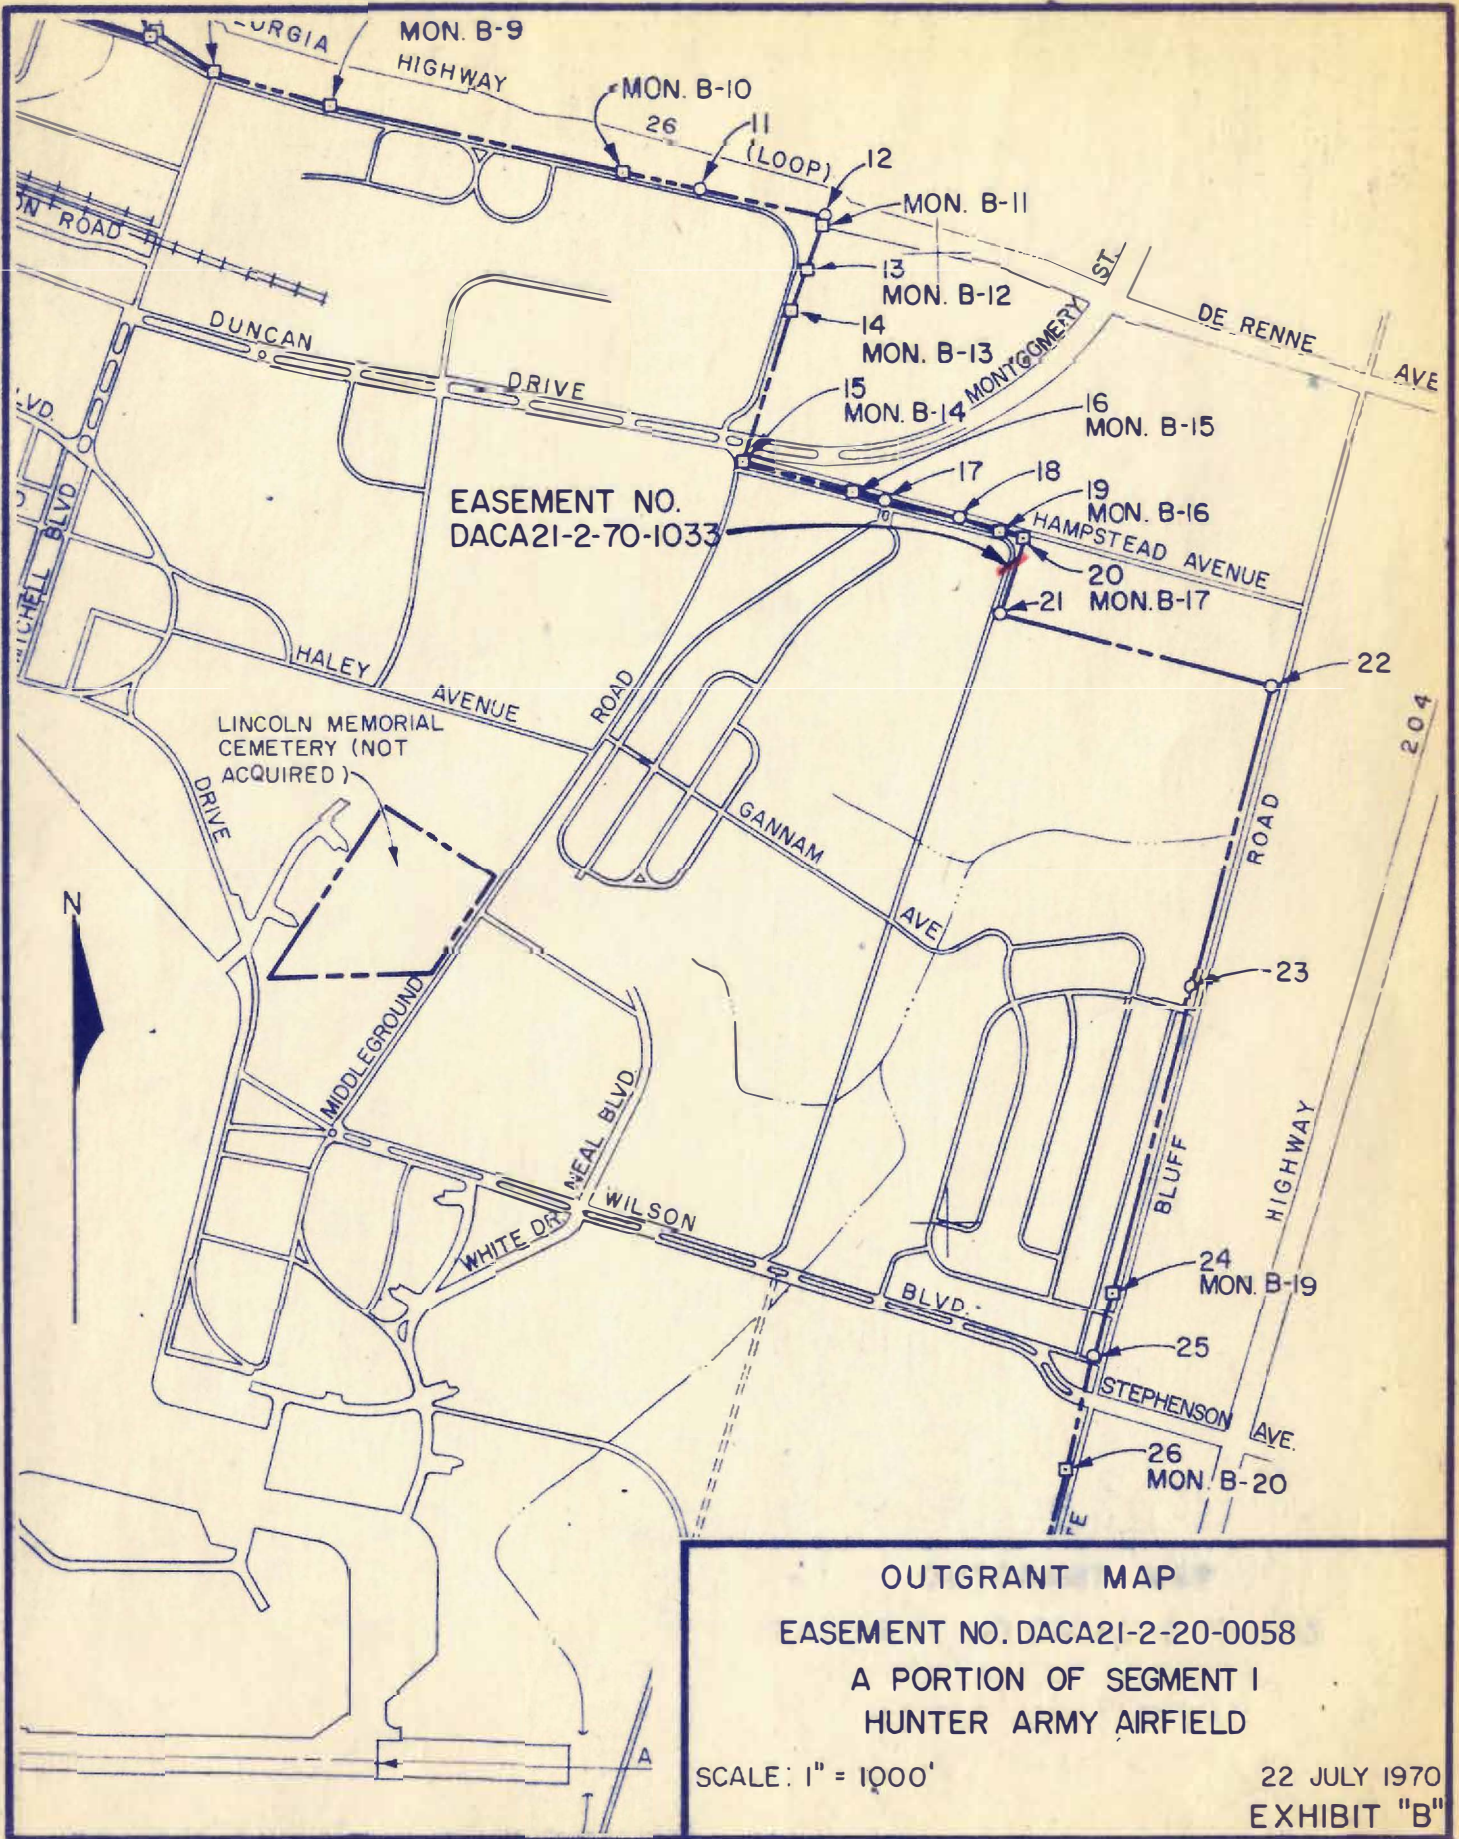 MON. B-9
HIGHWAY
MON. B-10
26
11
(LOOP)
12
MON. B-11
13
MON. B-12
14
MON. B-13
ST.
MONTGOMERY
DE RENNE
AVE
ROAD
DUNCAN
DRIVE
15
MON. B-14
16
MON. B-15
17
18
19
MON. B-16
HAMPSTEAD AVENUE
20
MON. B-17
21
22
EASEMENT NO.
DACA21-2-70-1033
BLVD
HALEY
AVENUE
ROAD
LINCOLN MEMORIAL
CEMETERY (NOT
ACQUIRED)
DRIVE
GANNAM
AVE
204
ROAD
N
23
MIDDLEGROUND
NEAL BLVD.
WHITE DR.
WILSON
BLVD.
BLUFF
HIGHWAY
24
MON. B-19
25
STEPHENSON
AVE.
26
MON. B-20
A
OUTGRANT MAP
EASEMENT NO. DACA21-2-20-0058
A PORTION OF SEGMENT 1
HUNTER ARMY AIRFIELD
SCALE: 1" = 1000'
22 JULY 1970
EXHIBIT "B"